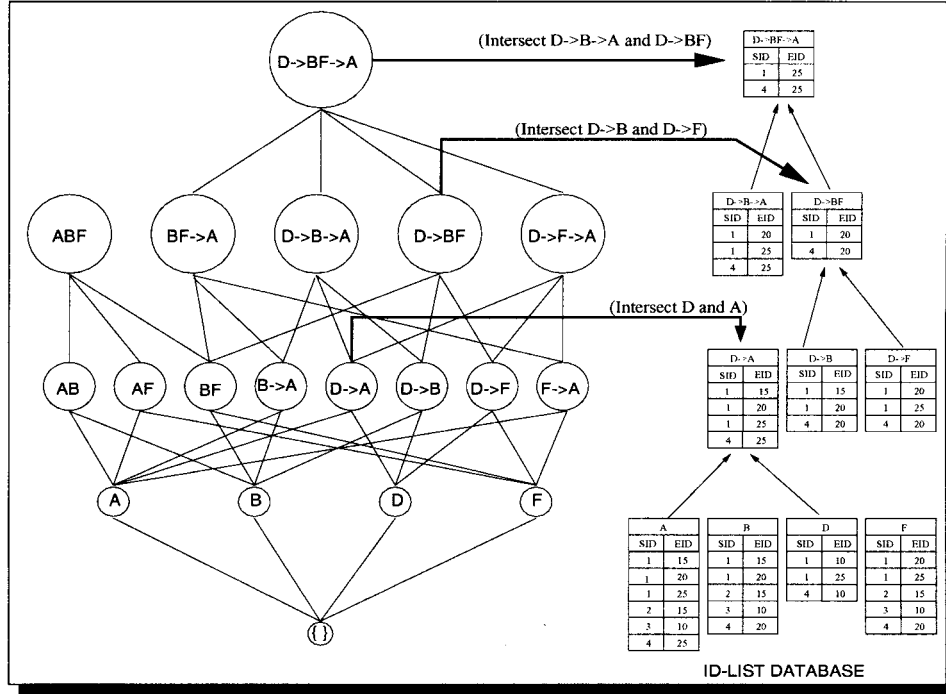 (Intersect D->B->A and D->BF)
D->BF->A
D->BF->A
SID EID
1 25
4 25
(Intersect D->B and D->F)
D->B->A
SID EID
1 20
1 25
4 25
D->BF
SID EID
1 20
4 20
ABF
BF->A
D->B->A
D->BF
D->F->A
(Intersect D and A)
D->A
SID EID
1 15
1 20
1 25
4 25
D->B
SID EID
1 15
1 20
4 20
D->F
SID EID
1 20
1 25
4 20
AB
AF
BF
B->A
D->A
D->B
D->F
F->A
A
B
D
F
A
SID EID
1 15
1 20
1 25
2 15
3 10
4 25
B
SID EID
1 15
1 20
2 15
3 10
4 20
D
SID EID
1 10
1 25
4 10
F
SID EID
1 20
1 25
2 15
3 10
4 20
{ }
ID-LIST DATABASE